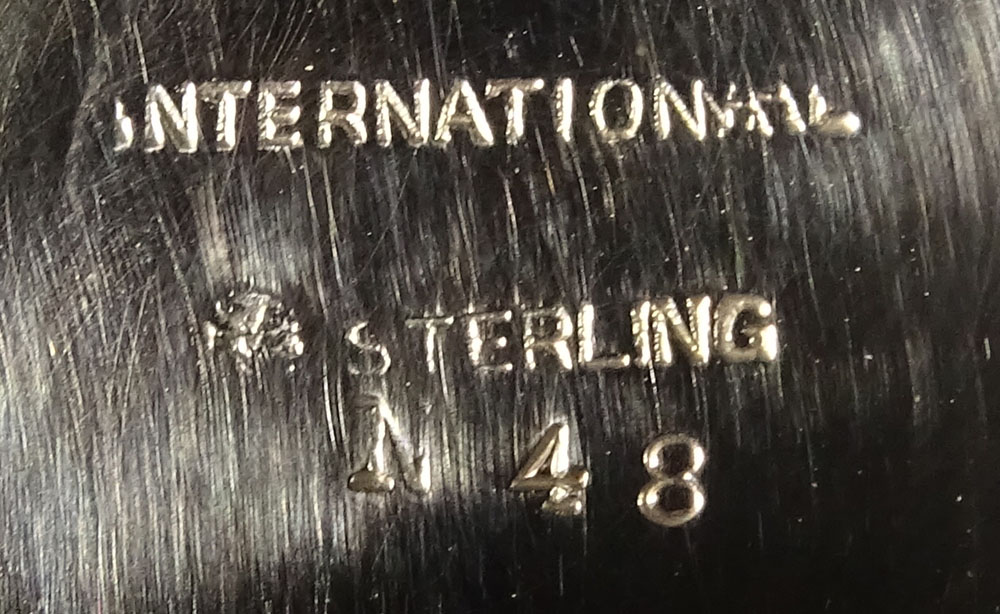 INTERNATIONAL
STERLING
N 48